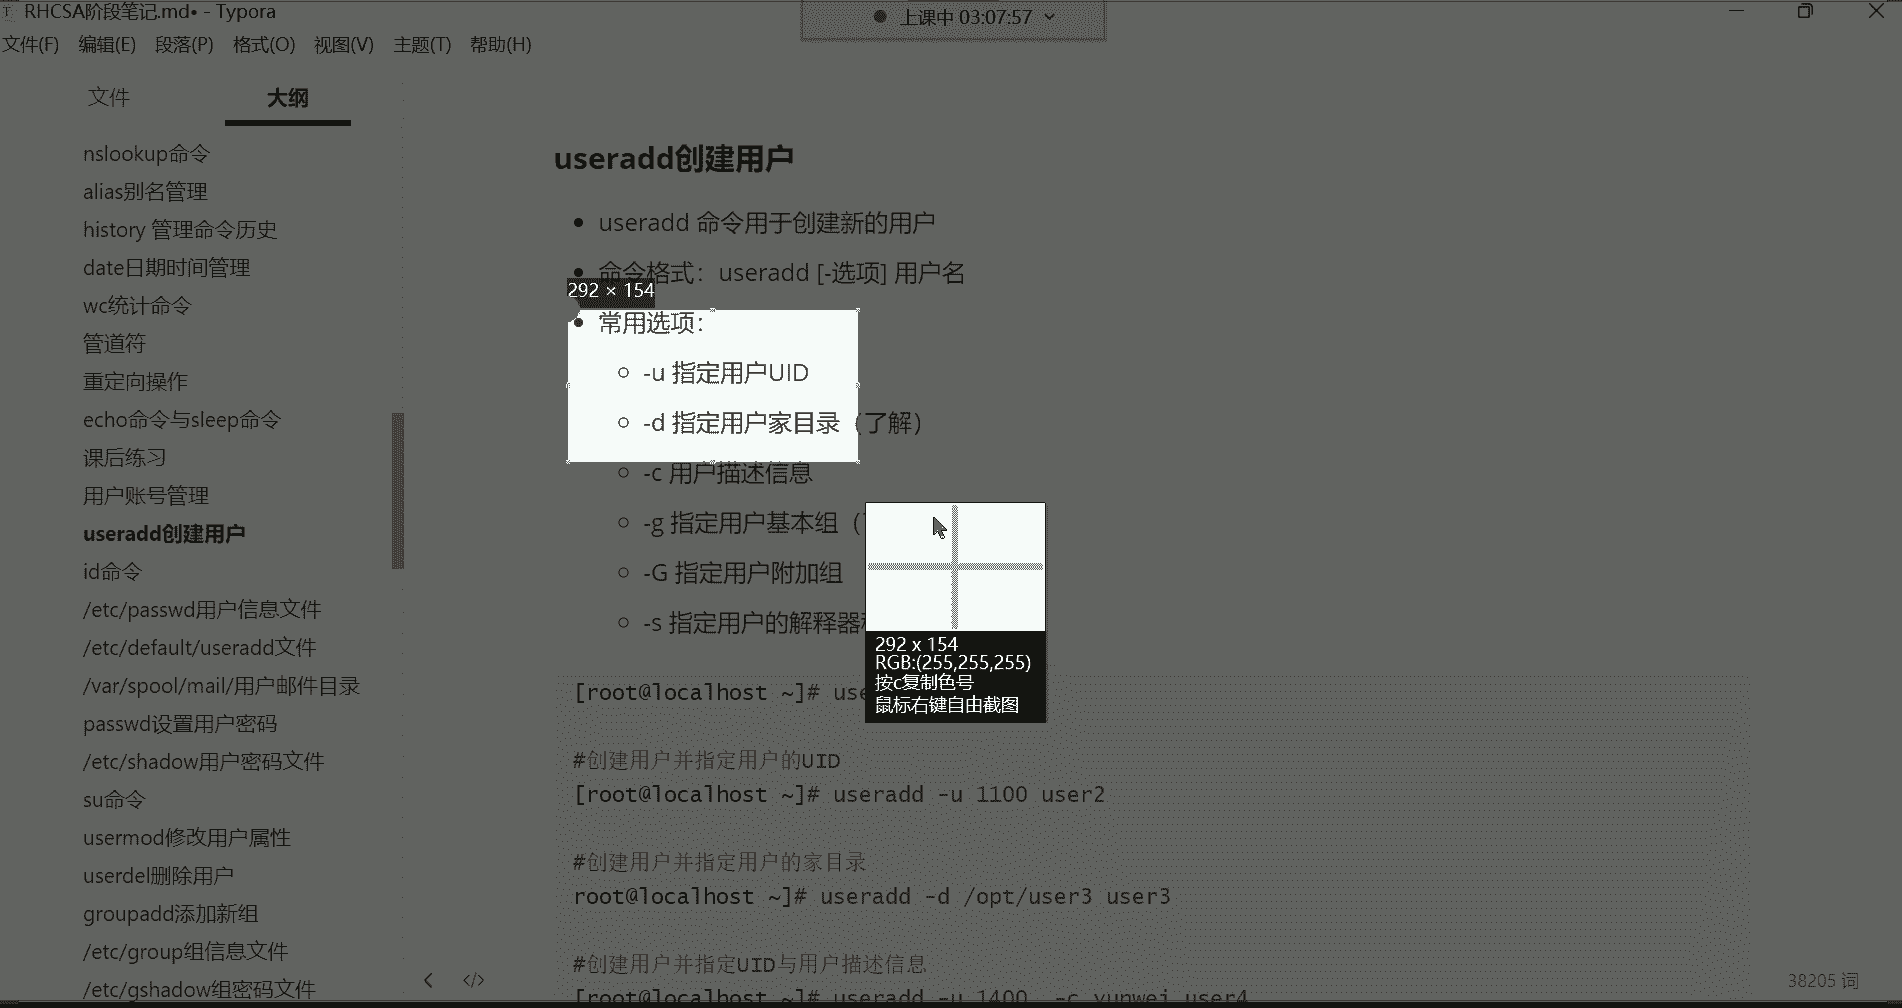 RHCSA阶段笔记.md• - Typora
上课中 03:07:57
文件(F) 编辑(E) 段落(P) 格式(O) 视图(V) 主题(T) 帮助(H)
文件 大纲
nslookup命令
alias别名管理
history 管理命令历史
date日期时间管理
wc统计命令
管道符
重定向操作
echo命令与sleep命令
课后练习
用户账号管理
useradd创建用户
id命令
/etc/passwd用户信息文件
/etc/default/useradd文件
/var/spool/mail/用户邮件目录
passwd设置用户密码
/etc/shadow用户密码文件
su命令
usermod修改用户属性
userdel删除用户
groupadd添加新组
/etc/group组信息文件
/etc/gshadow组密码文件
useradd创建用户
useradd 命令用于创建新的用户
命令格式：useradd [-选项] 用户名
292 × 154
常用选项：
-u 指定用户UID
-d 指定用户家目录（了解）
-c 用户描述信息
-g 指定用户基本组（
-G 指定用户附加组
-s 指定用户的解释器
292 x 154
RGB:(255,255,255)
按c复制色号
鼠标右键自由截图
[root@localhost ~]# use
#创建用户并指定用户的UID
[root@localhost ~]# useradd -u 1100 user2
#创建用户并指定用户的家目录
root@localhost ~]# useradd -d /opt/user3 user3
#创建用户并指定UID与用户描述信息
[root@localhost ~]# useradd -u 1400 -c yunwei user4
38205 词